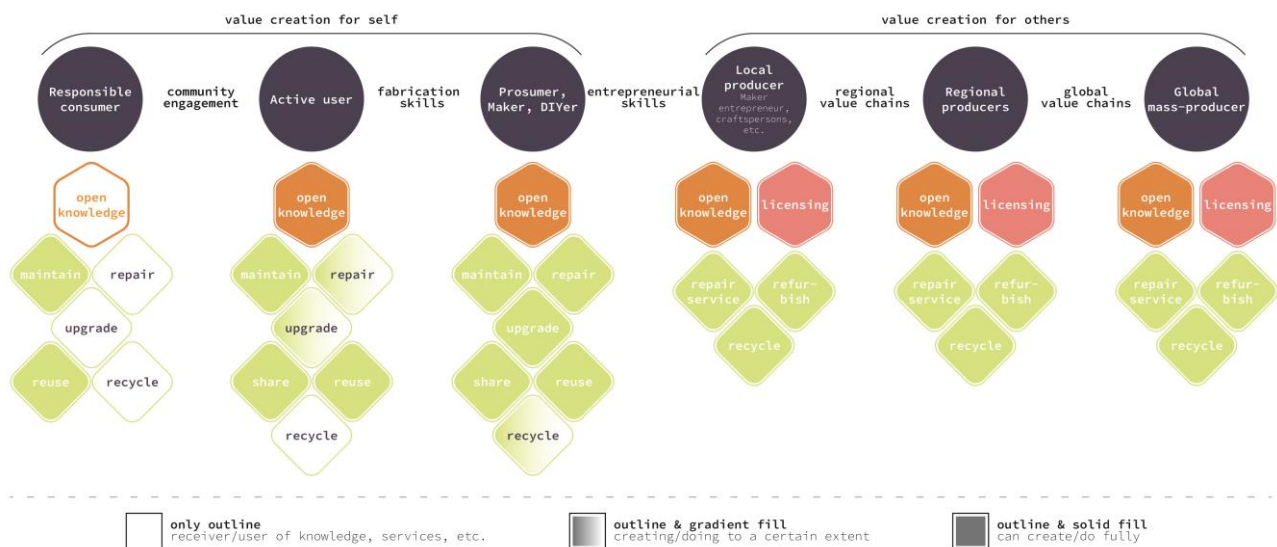 value creation for self
value creation for others
Responsible
consumer
community
engagement
Active user
fabrication
skills
Prosumer,
Maker, DIYer
entrepreneurial
skills
Local
producer
Maker
entrepreneur,
craftspersons,
etc.
regional
value chains
Regional
producers
global
value chains
Global
mass-producer
open
knowledge
maintain
repair
upgrade
reuse
recycle
open
knowledge
maintain
repair
upgrade
share
reuse
recycle
open
knowledge
maintain
repair
upgrade
share
reuse
recycle
open
knowledge
licensing
repair
service
refur-
bish
recycle
open
knowledge
licensing
repair
service
refur-
bish
recycle
open
knowledge
licensing
repair
service
refur-
bish
recycle
only outline
receiver/user of knowledge, services, etc.
outline & gradient fill
creating/doing to a certain extent
outline & solid fill
can create/do fully